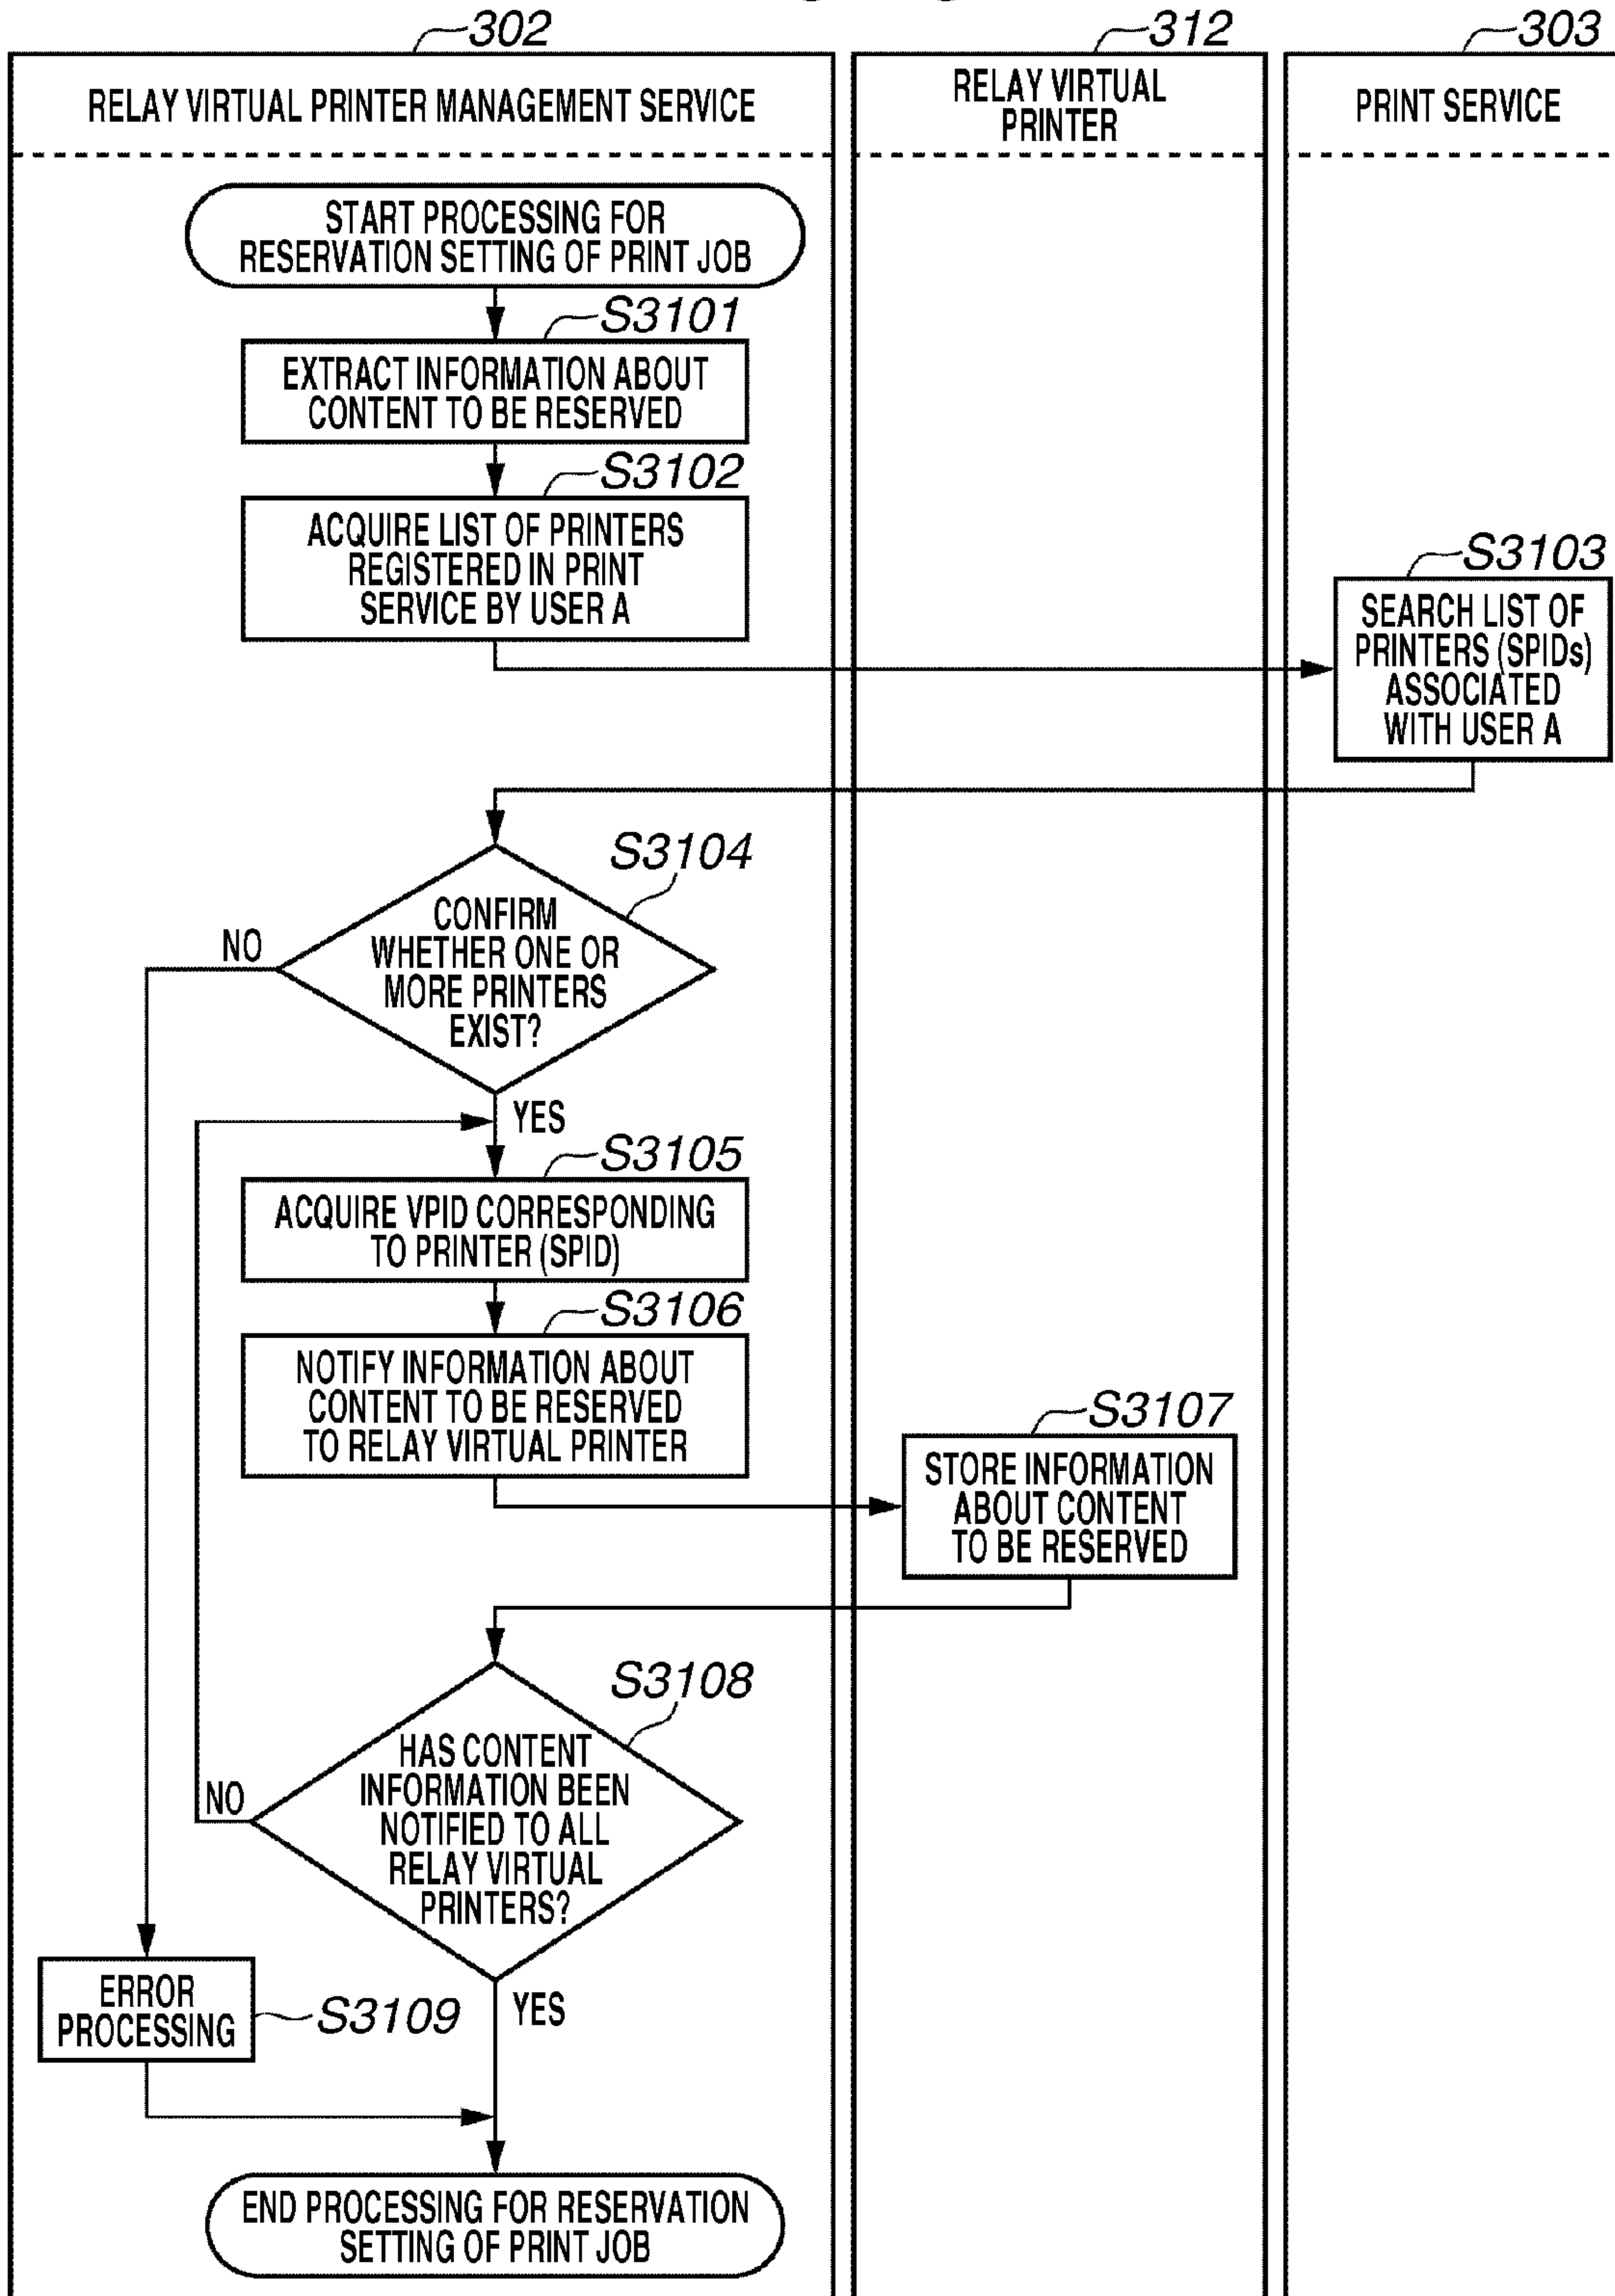 302
312
303
RELAY VIRTUAL PRINTER MANAGEMENT SERVICE
RELAY VIRTUAL
PRINTER
PRINT SERVICE
START PROCESSING FOR
RESERVATION SETTING OF PRINT JOB
S3101
EXTRACT INFORMATION ABOUT
CONTENT TO BE RESERVED
S3102
ACQUIRE LIST OF PRINTERS
REGISTERED IN PRINT
SERVICE BY USER A
S3103
SEARCH LIST OF
PRINTERS (SPIDs)
ASSOCIATED
WITH USER A
S3104
CONFIRM
WHETHER ONE OR
MORE PRINTERS
EXIST?
NO
YES
S3105
ACQUIRE VPID CORRESPONDING
TO PRINTER (SPID)
S3106
NOTIFY INFORMATION ABOUT
CONTENT TO BE RESERVED
TO RELAY VIRTUAL PRINTER
S3107
STORE INFORMATION
ABOUT CONTENT
TO BE RESERVED
S3108
HAS CONTENT
INFORMATION BEEN
NOTIFIED TO ALL
RELAY VIRTUAL
PRINTERS?
NO
YES
ERROR
PROCESSING
S3109
END PROCESSING FOR RESERVATION
SETTING OF PRINT JOB